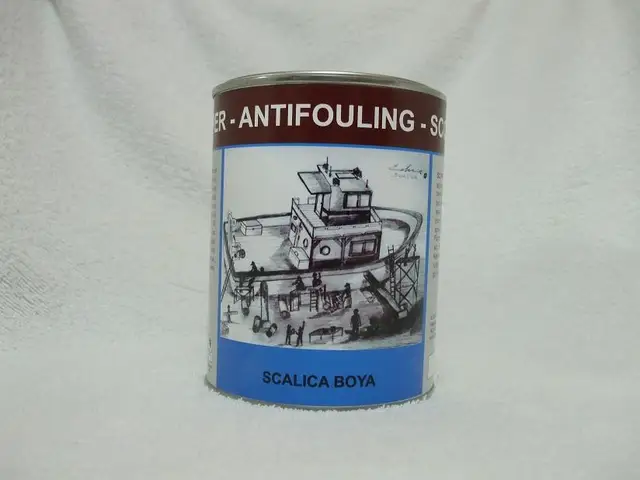 ER - ANTIFOULING - SC
SCALICA BOYA